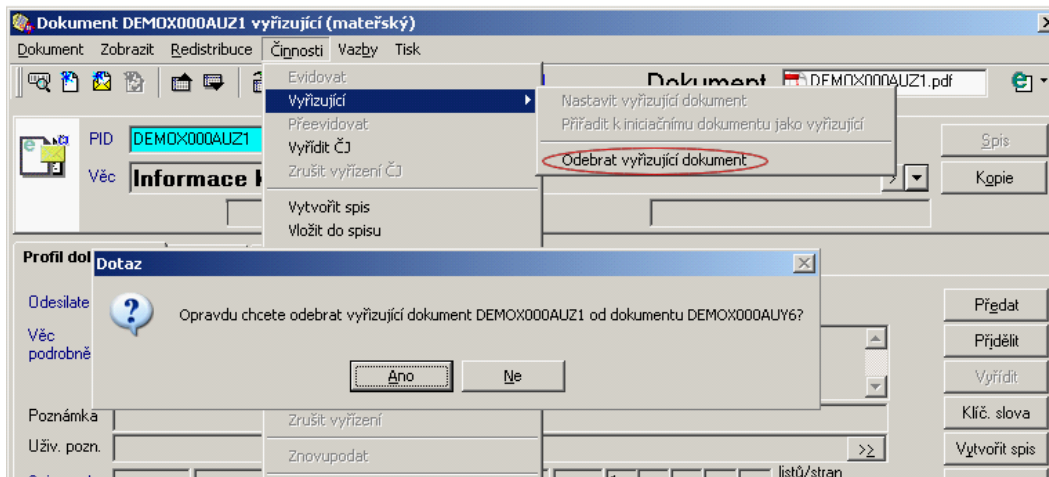 Dokument DEMOX000AUZ1 vyřizující (mateřský)
Dokument Zobrazit Redistribuce Činnosti Vazby Tisk
Dokument DEMOX000AUZ1.pdf
Evidovat
Vyřizující
Nastavit vyřizující dokument
Přeevidovat
Přiřadit k iniciačnímu dokumentu jako vyřizující
PID DEMOX000AUZ1
Vyřídit ČJ
Odebrat vyřizující dokument
Spis
Zrušit vyřízení ČJ
Věc Informace
Kopie
Vytvořit spis
Vložit do spisu
Profil dok
Dotaz
Odesílate
Opravdu chcete odebrat vyřizující dokument DEMOX000AUZ1 od dokumentu DEMOX000AUY6?
Předat
Věc
podrobně
Přidělit
Ano Ne
Vyřídit
Poznámka
Zrušit vyřízení
Klíč. slova
Uživ. pozn.
>>
Vytvořit spis
Znovupodat
listů/stran